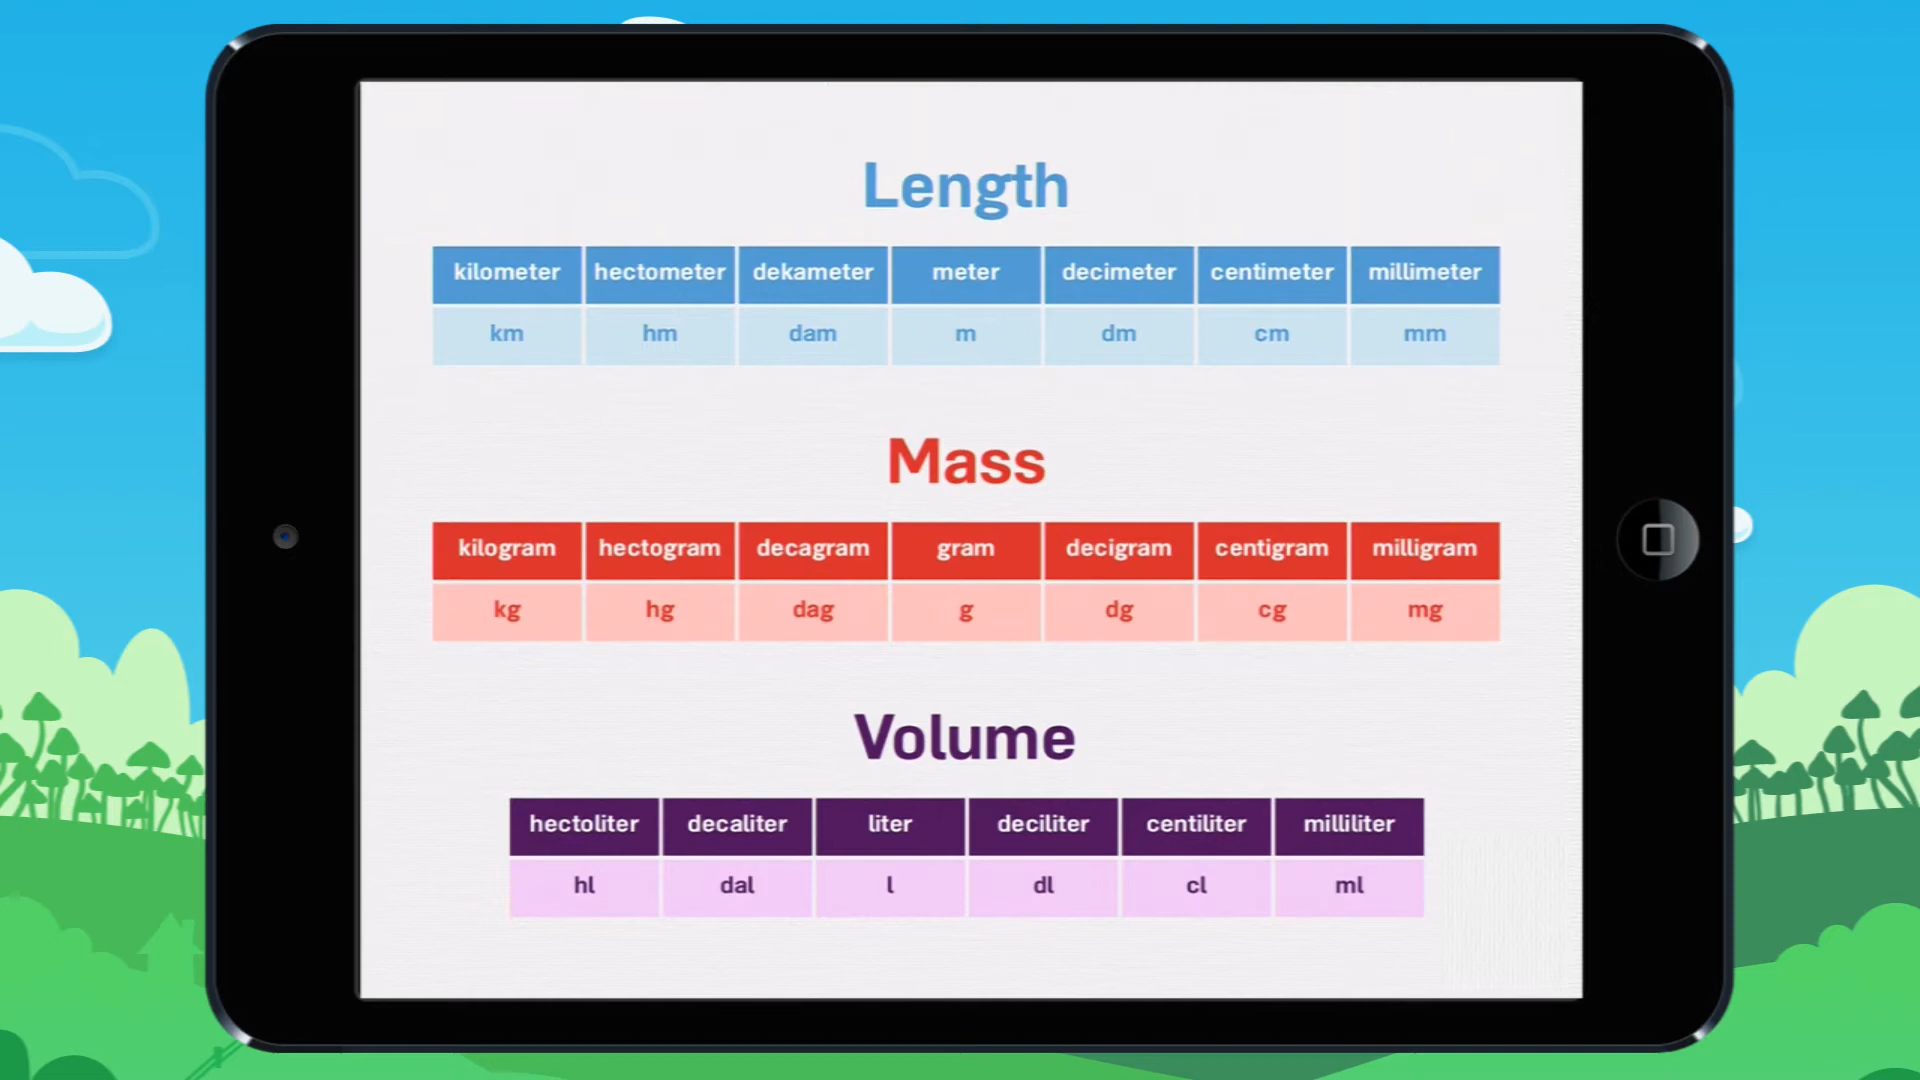 Length
kilometer hectometer dekameter meter decimeter centimeter millimeter
km hm dam m dm cm mm
Mass
kilogram hectogram decagram gram decigram centigram milligram
kg hg dag g dg cg mg
Volume
hectoliter decaliter liter deciliter centiliter milliliter
hl dal l dl cl ml